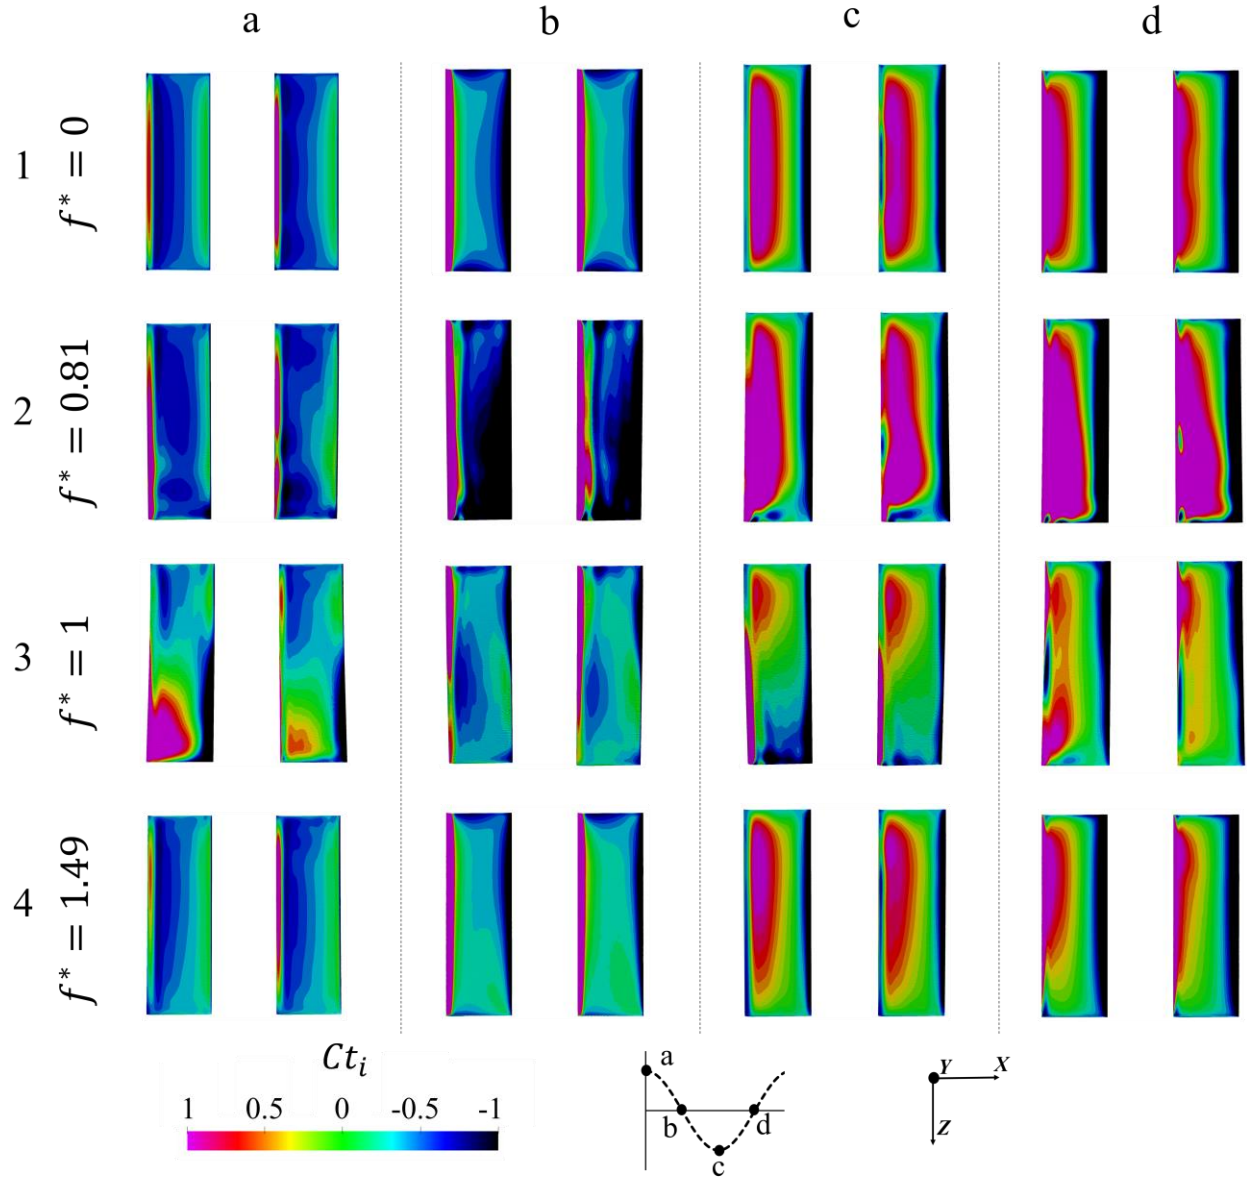 a b c d
1 f* = 0
2 f* = 0.81
3 f* = 1
4 f* = 1.49
Ct_i
1 0.5 0 -0.5 -1
a
b d
c
Y X
Z